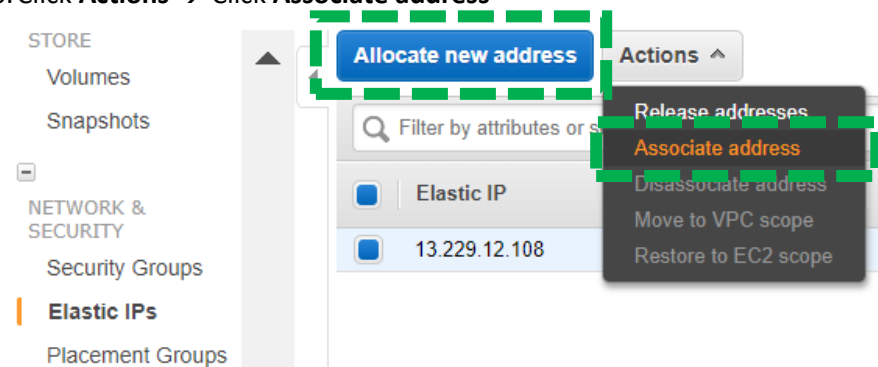 Click Actions → Click Associate address
STORE
Volumes
Snapshots
NETWORK &
SECURITY
Security Groups
Elastic IPs
Placement Groups
Allocate new address
Actions
Filter by attributes or
Elastic IP
13.229.12.108
Release addresses
Associate address
Disassociate address
Move to VPC scope
Restore to EC2 scope